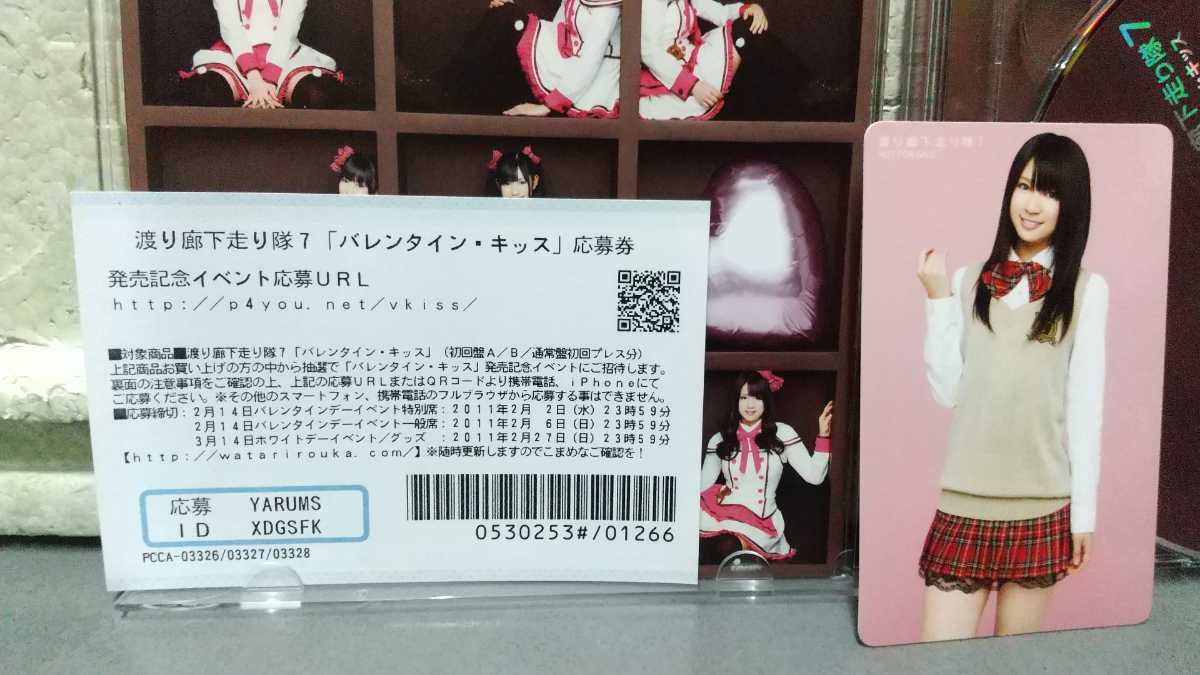 渡り廊下走り隊7「バレンタイン・キッス」応募券
発売記念イベント応募URL
http://p4you.net/vkiss/
■対象商品■渡り廊下走り隊7「バレンタイン・キッス」(初回盤A/B/通常盤初回プレス分)
上記商品お買い上げの方の中から抽選で「バレンタイン・キッス」発売記念イベントにご招待します。
裏面の注意事項をご確認の上、上記の応募URLまたはQRコードより携帯電話、iPhoneにて
ご応募ください。※その他のスマートフォン、携帯電話のフルブラウザから応募する事はできません。
■応募締切:2月14日バレンタインデーイベント特別席:2011年2月 2日(水)23時59分
2月14日バレンタインデーイベント一般席:2011年2月 6日(日)23時59分
3月14日ホワイトデーイベント/グッズ :2011年2月27日(日)23時59分
【http://watarirouka.com/】※随時更新しますのでこまめなご確認を!
応募 YARUMS
ID XDGSFK
PCCA-03326/03327/03328
0530253#/01266
渡り廊下走り隊7
NOT FOR SALE
下走り隊7
キッス